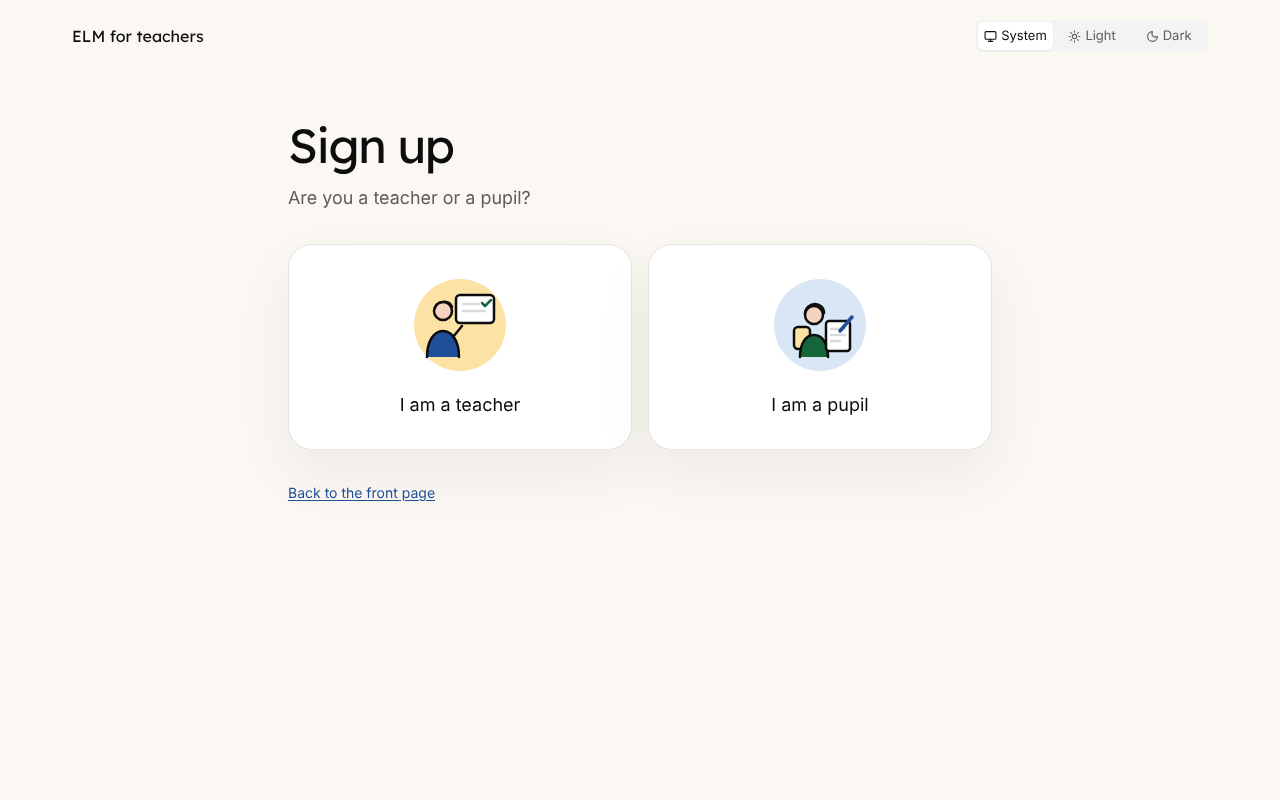 ELM for teachers
System
Light
Dark
Sign up
Are you a teacher or a pupil?
I am a teacher
I am a pupil
Back to the front page